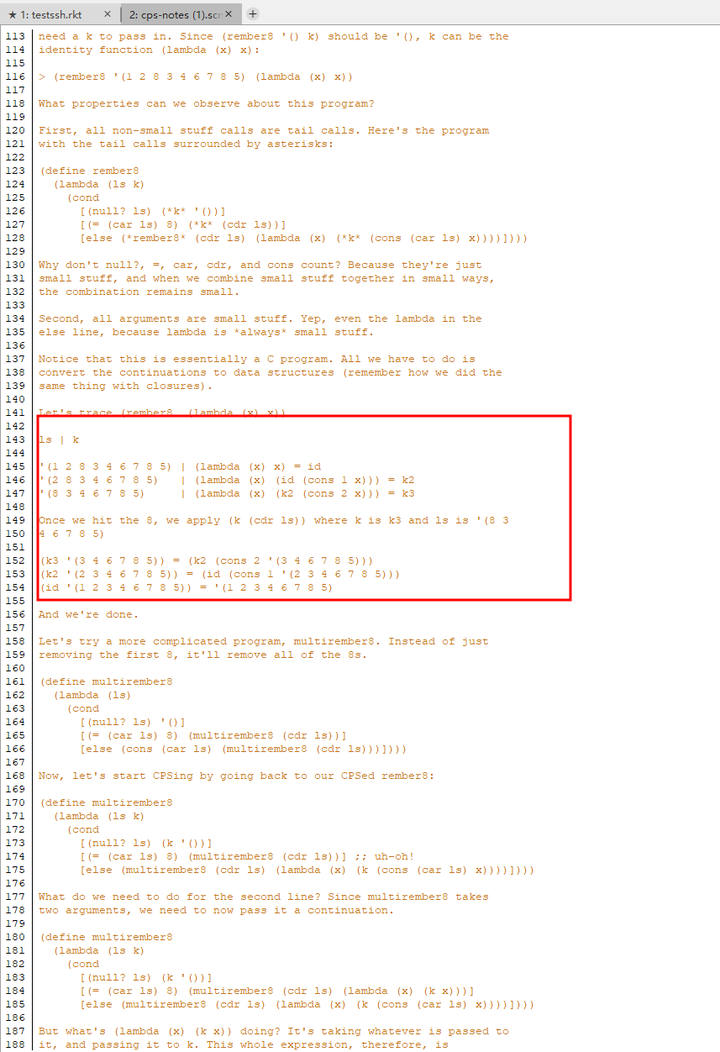 ★ 1: testssh.rkt × 2: cps-notes (1).scr × +
113 need a k to pass in. Since (rember8 '() k) should be '(), k can be the
114 identity function (lambda (x) x):
115
116 > (rember8 '(1 2 8 3 4 6 7 8 5) (lambda (x) x))
117
118 What properties can we observe about this program?
119
120 First, all non-small stuff calls are tail calls. Here's the program
121 with the tail calls surrounded by asterisks:
122
123 (define rember8
124 (lambda (ls k)
125 (cond
126 [(null? ls) (*k* '())]
127 [(= (car ls) 8) (*k* (cdr ls))]
128 [else (*rember8* (cdr ls) (lambda (x) (*k* (cons (car ls) x))))])))
129
130 Why don't null?, =, car, cdr, and cons count? Because they're just
131 small stuff, and when we combine small stuff together in small ways,
132 the combination remains small.
133
134 Second, all arguments are small stuff. Yep, even the lambda in the
135 else line, because lambda is *always* small stuff.
136
137 Notice that this is essentially a C program. All we have to do is
138 convert the continuations to data structures (remember how we did the
139 same thing with closures).
140
141 Let's trace (rember8 (lambda (x) x))
142
143 ls | k
144
145 '(1 2 8 3 4 6 7 8 5) | (lambda (x) x) = id
146 '(2 8 3 4 6 7 8 5) | (lambda (x) (id (cons 1 x))) = k2
147 '(8 3 4 6 7 8 5) | (lambda (x) (k2 (cons 2 x))) = k3
148
149 Once we hit the 8, we apply (k (cdr ls)) where k is k3 and ls is '(8 3
150 4 6 7 8 5)
151
152 (k3 '(3 4 6 7 8 5)) = (k2 (cons 2 '(3 4 6 7 8 5)))
153 (k2 '(2 3 4 6 7 8 5)) = (id (cons 1 '(2 3 4 6 7 8 5)))
154 (id '(1 2 3 4 6 7 8 5)) = '(1 2 3 4 6 7 8 5)
155
156 And we're done.
157
158 Let's try a more complicated program, multirember8. Instead of just
159 removing the first 8, it'll remove all of the 8s.
160
161 (define multirember8
162 (lambda (ls)
163 (cond
164 [(null? ls) '()]
165 [(= (car ls) 8) (multirember8 (cdr ls))]
166 [else (cons (car ls) (multirember8 (cdr ls)))])))
167
168 Now, let's start CPSing by going back to our CPSed rember8:
169
170 (define multirember8
171 (lambda (ls k)
172 (cond
173 [(null? ls) (k '())]
174 [(= (car ls) 8) (multirember8 (cdr ls))] ;; uh-oh!
175 [else (multirember8 (cdr ls) (lambda (x) (k (cons (car ls) x))))])))
176
177 What do we need to do for the second line? Since multirember8 takes
178 two arguments, we need to now pass it a continuation.
179
180 (define multirember8
181 (lambda (ls k)
182 (cond
183 [(null? ls) (k '())]
184 [(= (car ls) 8) (multirember8 (cdr ls) (lambda (x) (k x)))]
185 [else (multirember8 (cdr ls) (lambda (x) (k (cons (car ls) x))))])))
186
187 But what's (lambda (x) (k x)) doing? It's taking whatever is passed to
188 it, and passing it to k. This whole expression, therefore, is